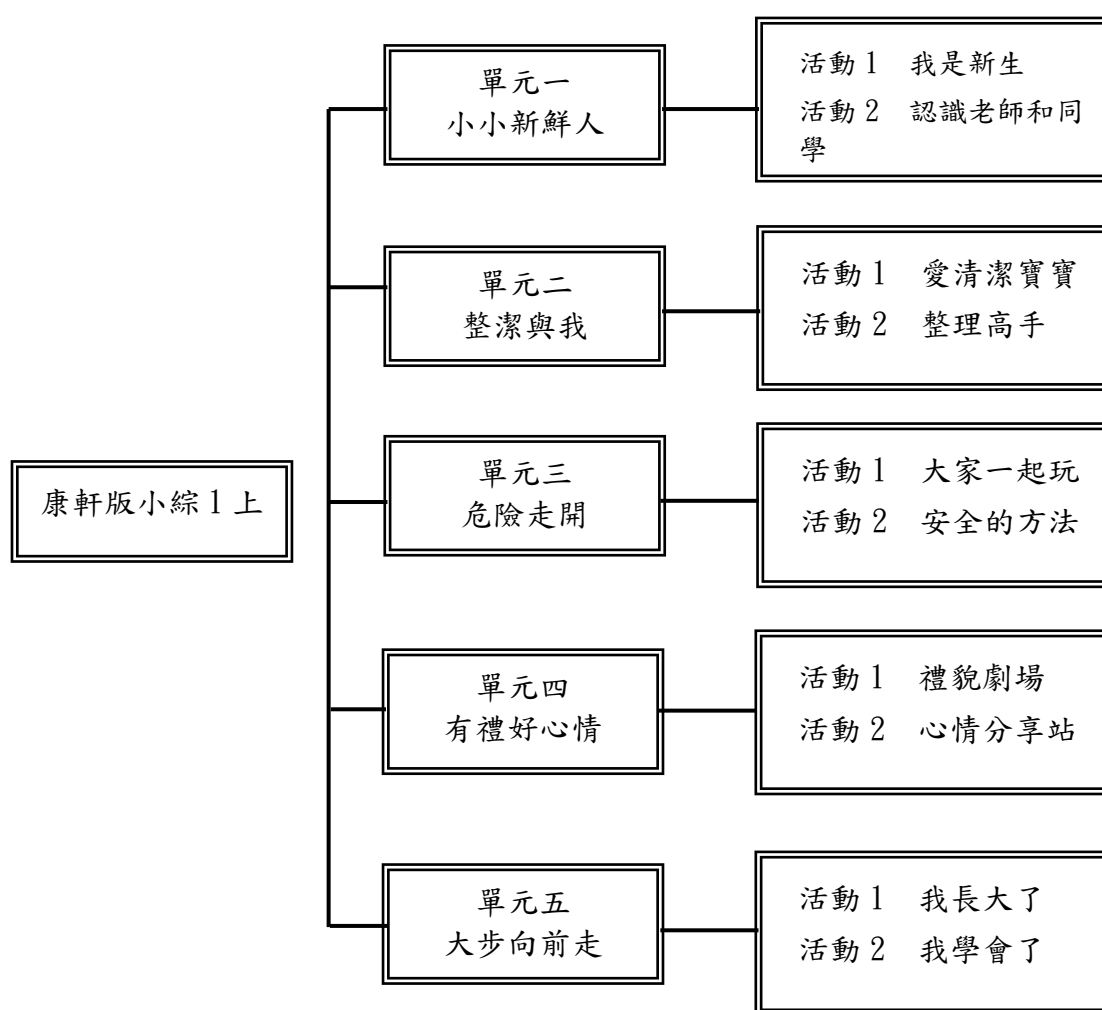 康軒版小綜1上
單元一
小小新鮮人
活動1　我是新生
活動2　認識老師和同
學
單元二
整潔與我
活動1　愛清潔寶寶
活動2　整理高手
單元三
危險走開
活動1　大家一起玩
活動2　安全的方法
單元四
有禮好心情
活動1　禮貌劇場
活動2　心情分享站
單元五
大步向前走
活動1　我長大了
活動2　我學會了